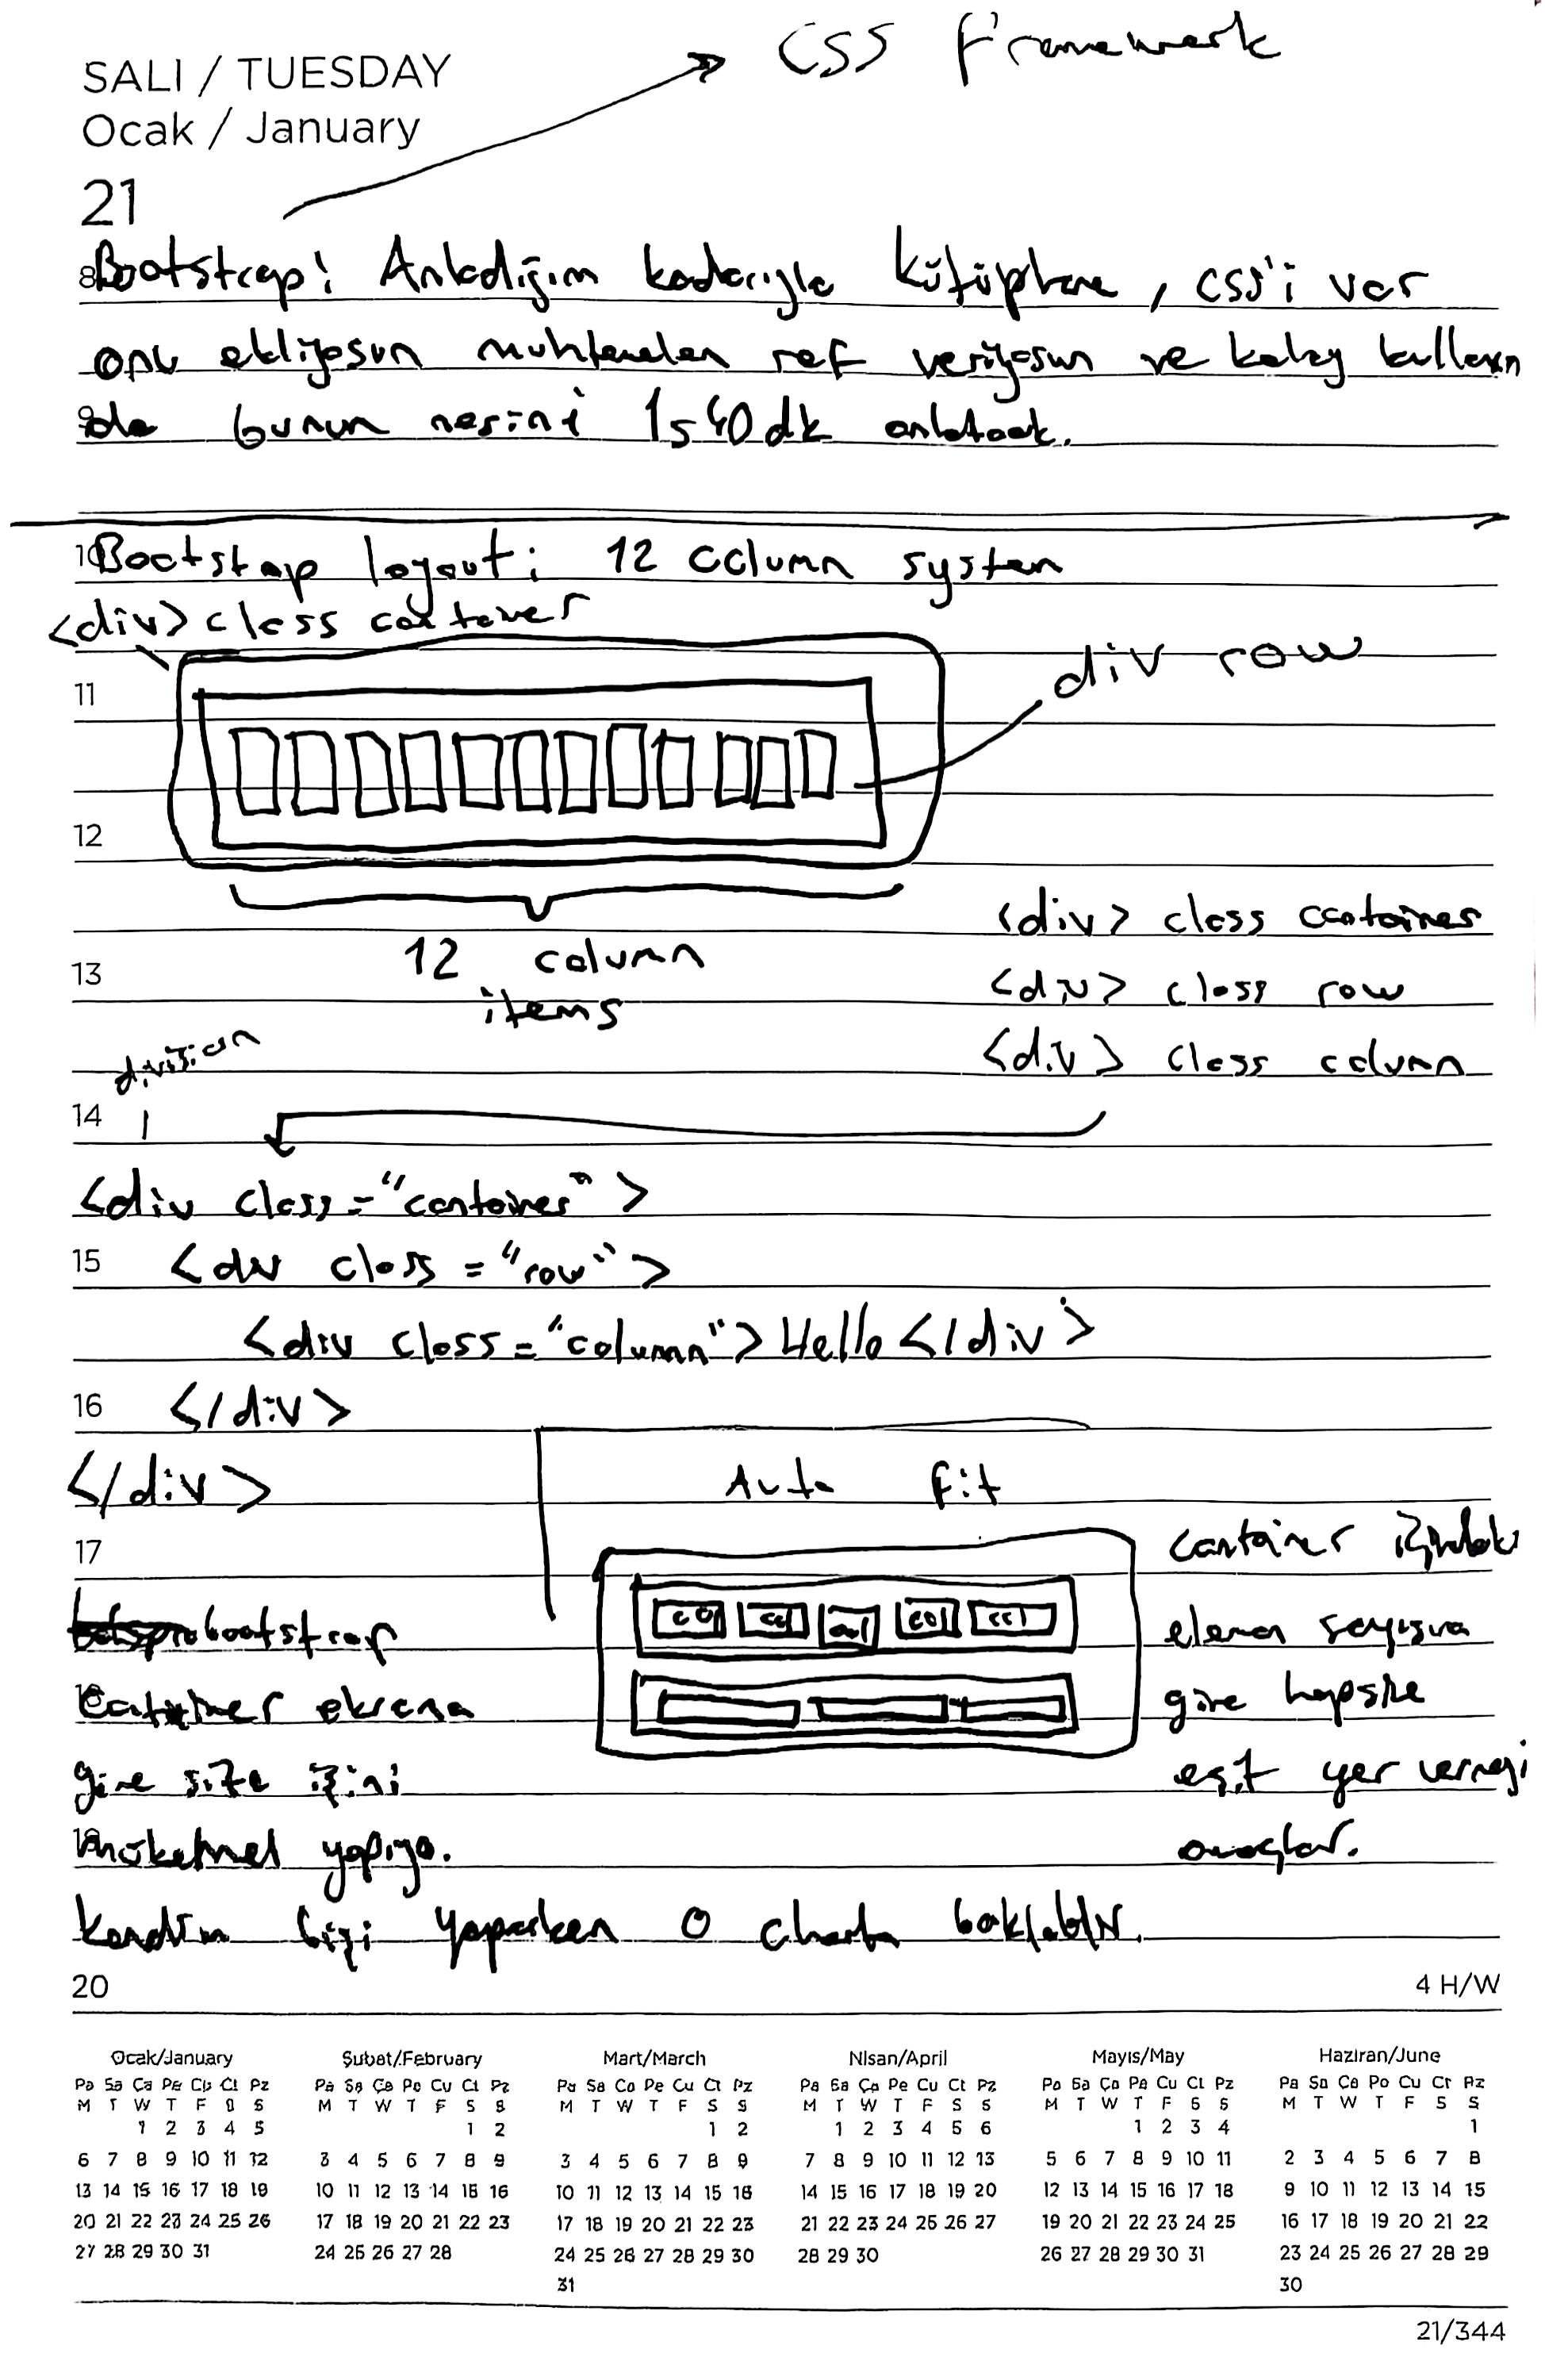 CSS Framework
SALI / TUESDAY
Ocak / January
21
8
Bootstrap: Anladığım kadarıyla kütüphane, CSS'i var
onu ekliyosun muhtemelen ref veriyosun ve kolay kullanım
9
da bunun nesini 1s 40dk anlatcak.
10
Bootstrap layout: 12 column system
<div> class container
div row
11
12
12 column
items
<div> class container
13
<div> class row
<div> class column
division
14
<div class="container">
15
<div class="row">
<div class="column">Hello</div>
16
</div>
</div>
Auto fit
17
container içindeki
col col col col col
eleman sayısına
göre hepsine
eşit yer vermeyi
amaçlar.
bootstrap
18
Container ekrana
göre size işini
19
mükemmel yapıyo.
kendim bişi yaparken o charta bakılabilir.
20
4 H/W
Ocak/January Şubat/February Mart/March Nisan/April Mayıs/May Haziran/June
Pa Sa Ça Pe Cu Ct Pz Pa Sa Ça Pe Cu Ct Pz Pa Sa Ça Pe Cu Ct Pz Pa Sa Ça Pe Cu Ct Pz Pa Sa Ça Pe Cu Ct Pz Pa Sa Ça Pe Cu Ct Pz
M T W T F S S M T W T F S S M T W T F S S M T W T F S S M T W T F S S M T W T F S S
1 2 3 4 5 1 2 1 2 1 2 3 4 5 6 1 2 3 4 1
6 7 8 9 10 11 12 3 4 5 6 7 8 9 3 4 5 6 7 8 9 7 8 9 10 11 12 13 5 6 7 8 9 10 11 2 3 4 5 6 7 8
13 14 15 16 17 18 19 10 11 12 13 14 15 16 10 11 12 13 14 15 16 14 15 16 17 18 19 20 12 13 14 15 16 17 18 9 10 11 12 13 14 15
20 21 22 23 24 25 26 17 18 19 20 21 22 23 17 18 19 20 21 22 23 21 22 23 24 25 26 27 19 20 21 22 23 24 25 16 17 18 19 20 21 22
27 28 29 30 31 24 25 26 27 28 24 25 26 27 28 29 30 28 29 30 26 27 28 29 30 31 23 24 25 26 27 28 29
31 30
21/344